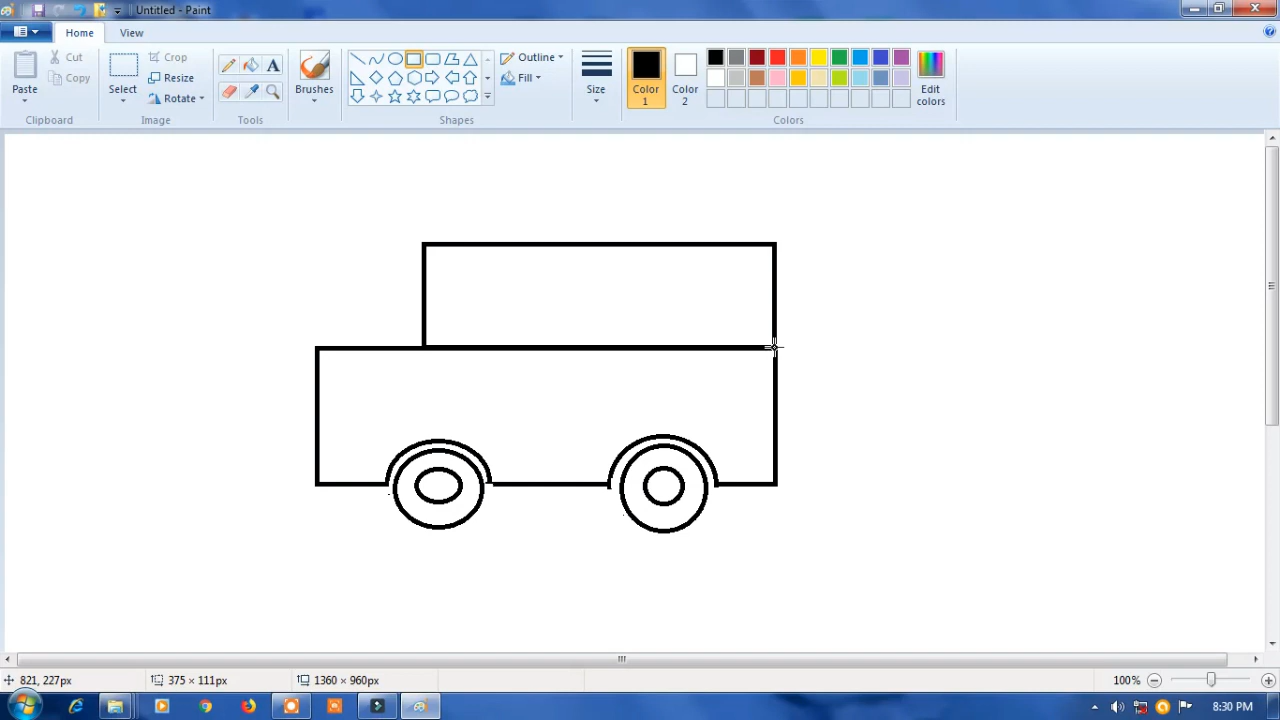 Untitled - Paint
Home View
Paste
Cut
Copy
Clipboard
Select
Crop
Resize
Rotate
Image
A
Tools
Brushes
Outline
Fill
Shapes
Size
Color 1
Color 2
Edit colors
Colors
821, 227px 375 × 111px 1360 × 960px 100%
8:30 PM